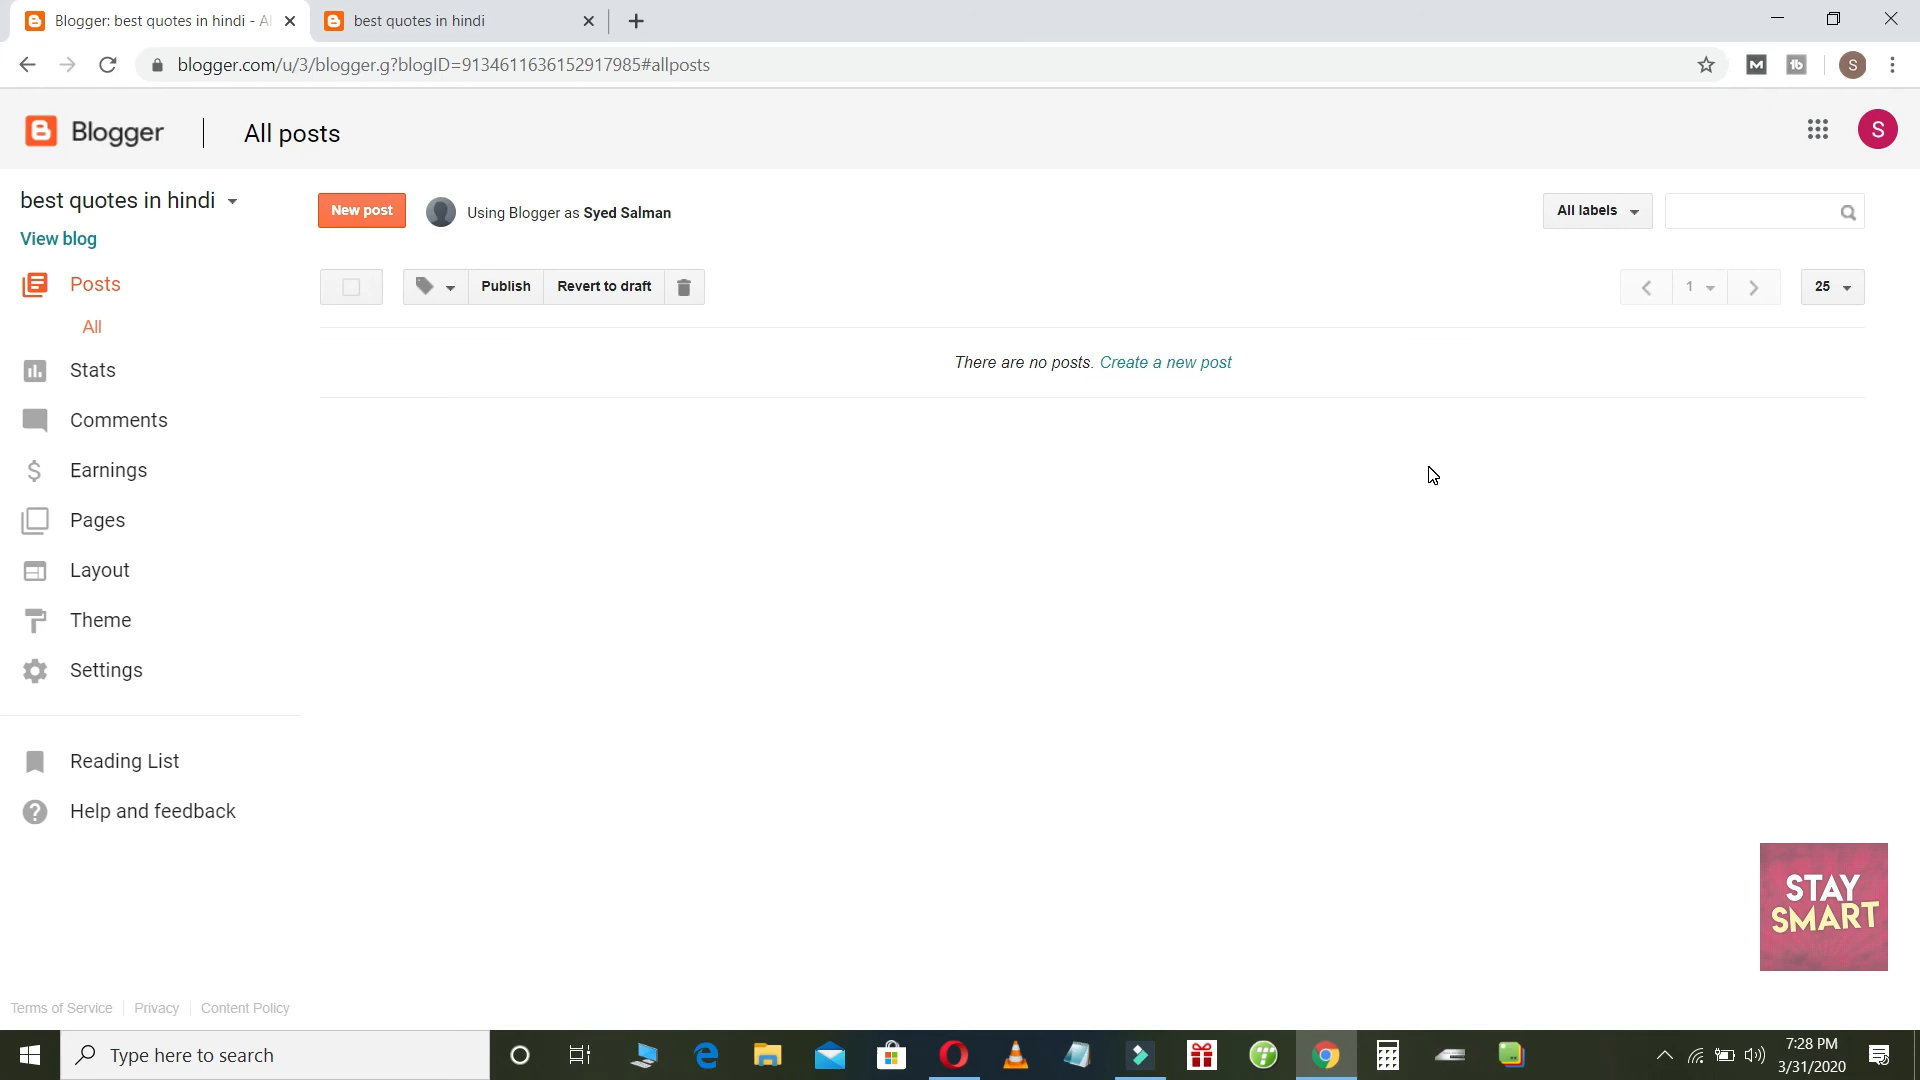 Blogger: best quotes in hindi - Al
best quotes in hindi
blogger.com/u/3/blogger.g?blogID=9134611636152917985#allposts
S
Blogger
All posts
S
best quotes in hindi
View blog
New post
Using Blogger as Syed Salman
All labels
Posts
All
Publish
Revert to draft
1
25
There are no posts. Create a new post
Stats
Comments
Earnings
Pages
Layout
Theme
Settings
Reading List
Help and feedback
STAY
SMART
Terms of Service
Privacy
Content Policy
Type here to search
7:28 PM
3/31/2020